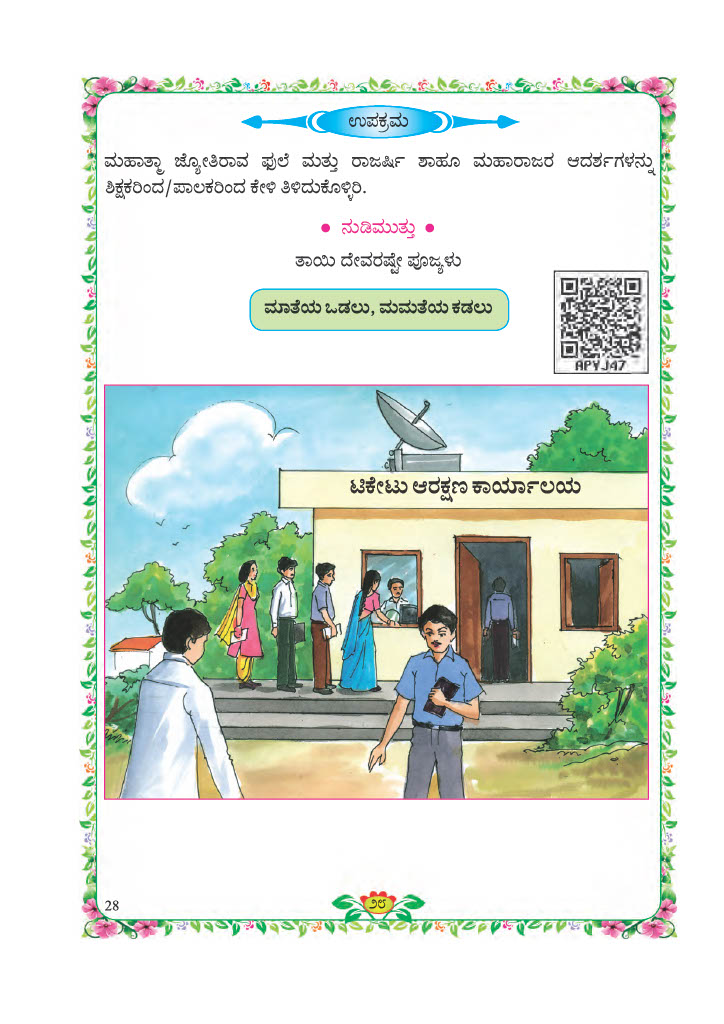 ಉಪಕ್ರಮ
ಮಹಾತ್ಮಾ ಜ್ಯೋತಿರಾವ ಫುಲೆ ಮತ್ತು ರಾಜರ್ಷಿ ಶಾಹೂ ಮಹಾರಾಜರ ಆದರ್ಶಗಳನ್ನು
ಶಿಕ್ಷಕರಿಂದ/ಪಾಲಕರಿಂದ ಕೇಳಿ ತಿಳಿದುಕೊಳ್ಳಿರಿ.
● ನುಡಿಮುತ್ತು ●
ತಾಯಿ ದೇವರಷ್ಟೇ ಪೂಜ್ಯಳು
ಮಾತೆಯ ಒಡಲು, ಮಮತೆಯ ಕಡಲು
APYJ47
ಟಿಕೇಟು ಆರಕ್ಷಣ ಕಾರ್ಯಾಲಯ
28
೨೮